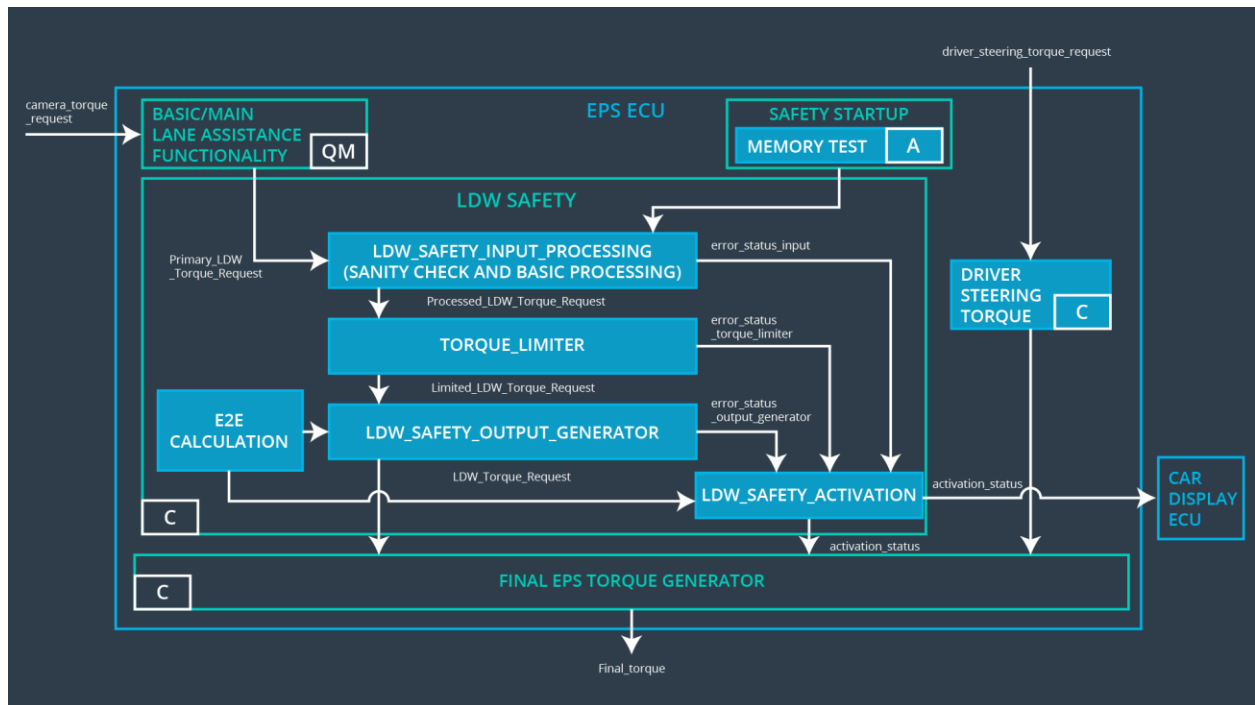 driver_steering_torque_request
camera_torque
_request
EPS ECU
BASIC/MAIN
LANE ASSISTANCE
FUNCTIONALITY
QM
SAFETY STARTUP
MEMORY TEST
A
LDW SAFETY
Primary_LDW
_Torque_Request
LDW_SAFETY_INPUT_PROCESSING
(SANITY CHECK AND BASIC PROCESSING)
error_status_input
DRIVER
STEERING
TORQUE
C
Processed_LDW_Torque_Request
TORQUE_LIMITER
error_status
_torque_limiter
Limited_LDW_Torque_Request
E2E
CALCULATION
LDW_SAFETY_OUTPUT_GENERATOR
error_status
_output_generator
LDW_Torque_Request
LDW_SAFETY_ACTIVATION
activation_status
CAR
DISPLAY
ECU
C
activation_status
FINAL EPS TORQUE GENERATOR
C
Final_torque